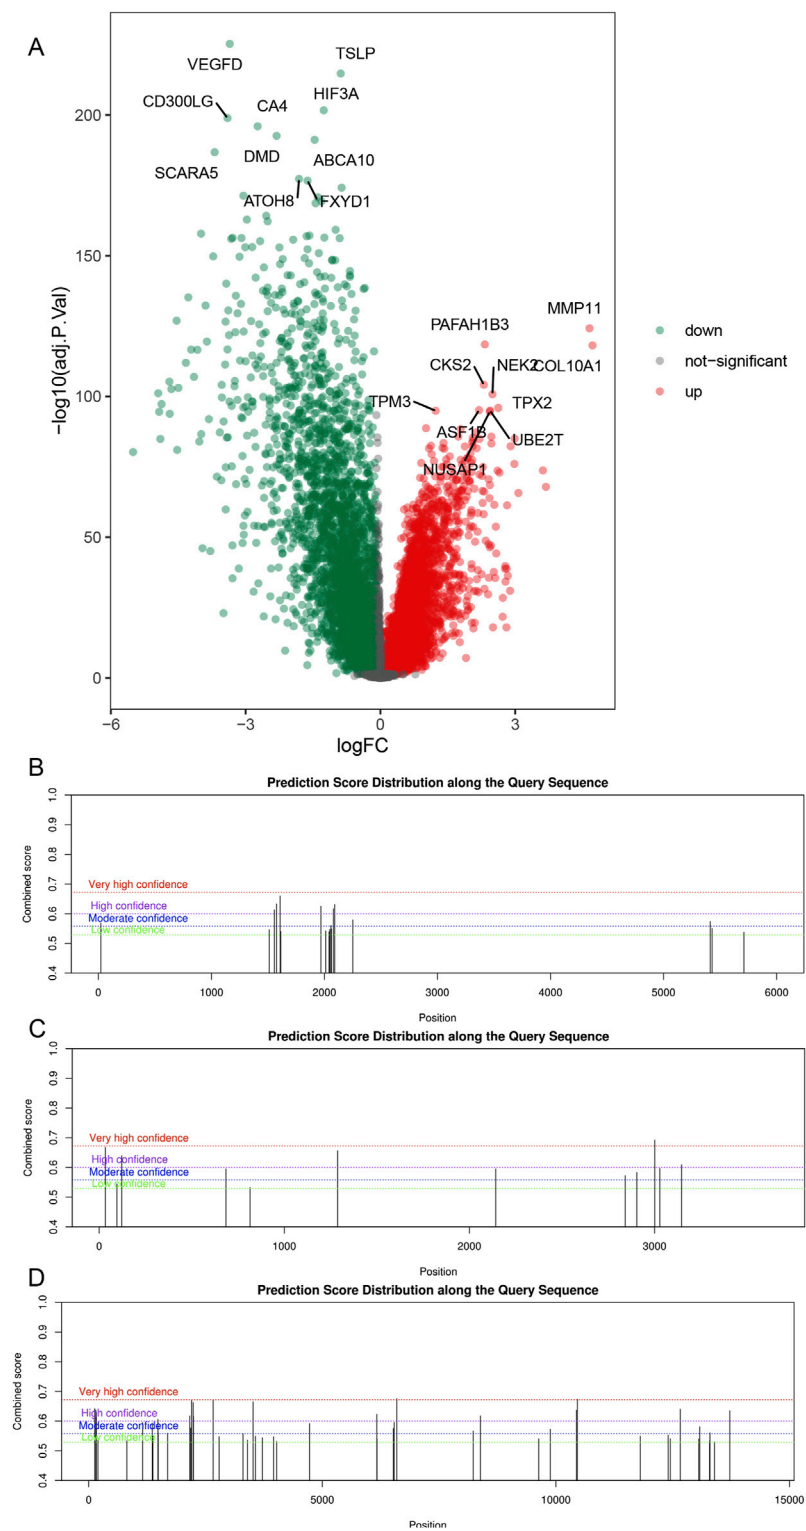 A
VEGFD
TSLP
CD300LG
CA4
HIF3A
200
DMD
ABCA10
SCARA5
ATOH8
FXYD1
150
−log10(adj.P.Val)
MMP11
PAFAH1B3
CKS2
NEK2
COL10A1
100
TPM3
TPX2
ASF1B
UBE2T
NUSAP1
50
0
−6
−3
0
3
logFC
down
not−significant
up
B
Prediction Score Distribution along the Query Sequence
Combined score
1.0
0.9
0.8
0.7
0.6
0.5
0.4
Very high confidence
High confidence
Moderate confidence
Low confidence
0 1000 2000 3000 4000 5000 6000
Position
C
Prediction Score Distribution along the Query Sequence
Combined score
1.0
0.9
0.8
0.7
0.6
0.5
0.4
Very high confidence
High confidence
Moderate confidence
Low confidence
0 1000 2000 3000
Position
D
Prediction Score Distribution along the Query Sequence
Combined score
1.0
0.9
0.8
0.7
0.6
0.5
0.4
Very high confidence
High confidence
Moderate confidence
Low confidence
0 5000 10000 15000
Position